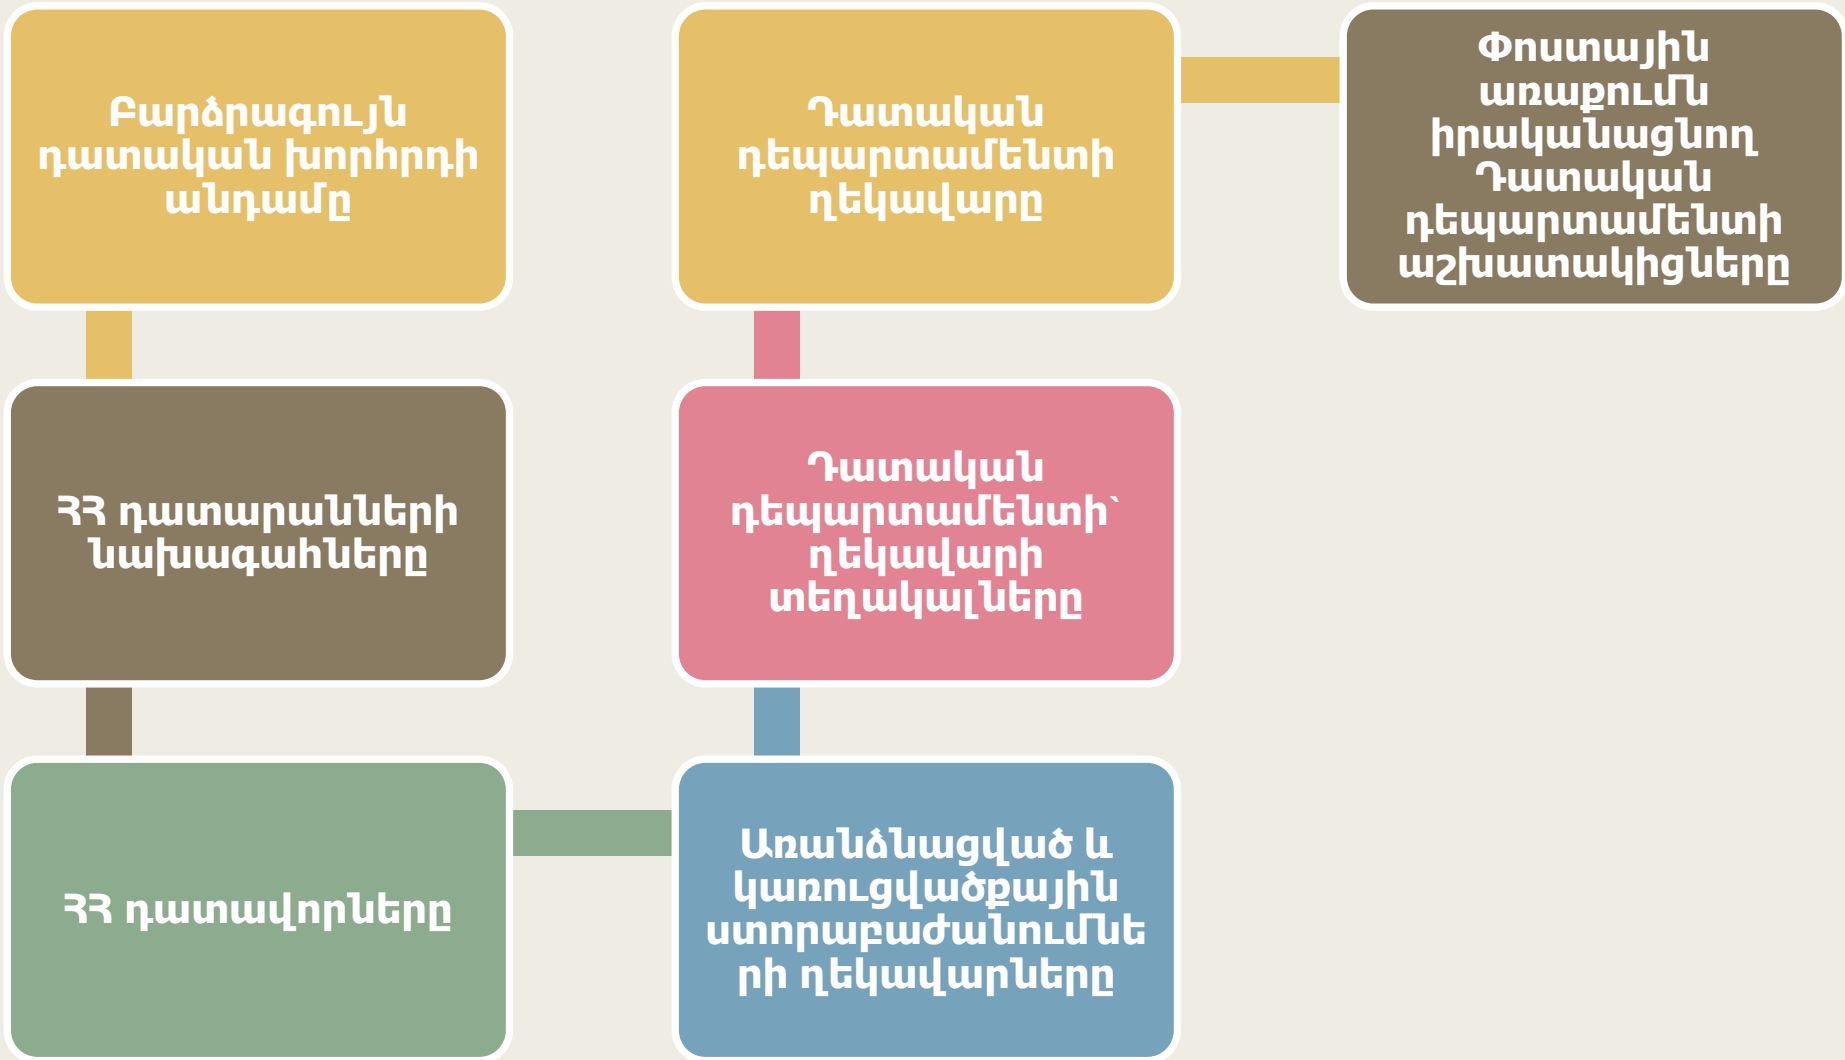 Բարձրագույն
դատական խորհրդի
անդամը
ՀՀ դատարանների
նախագահները
ՀՀ դատավորները
Առանձնացված և
կառուցվածքային
ստորաբաժանումնե
րի ղեկավարները
Դատական
դեպարտամենտի՝
ղեկավարի
տեղակալները
Դատական
դեպարտամենտի
ղեկավարը
Փոստային
առաքումն
իրականացնող
Դատական
դեպարտամենտի
աշխատակիցները